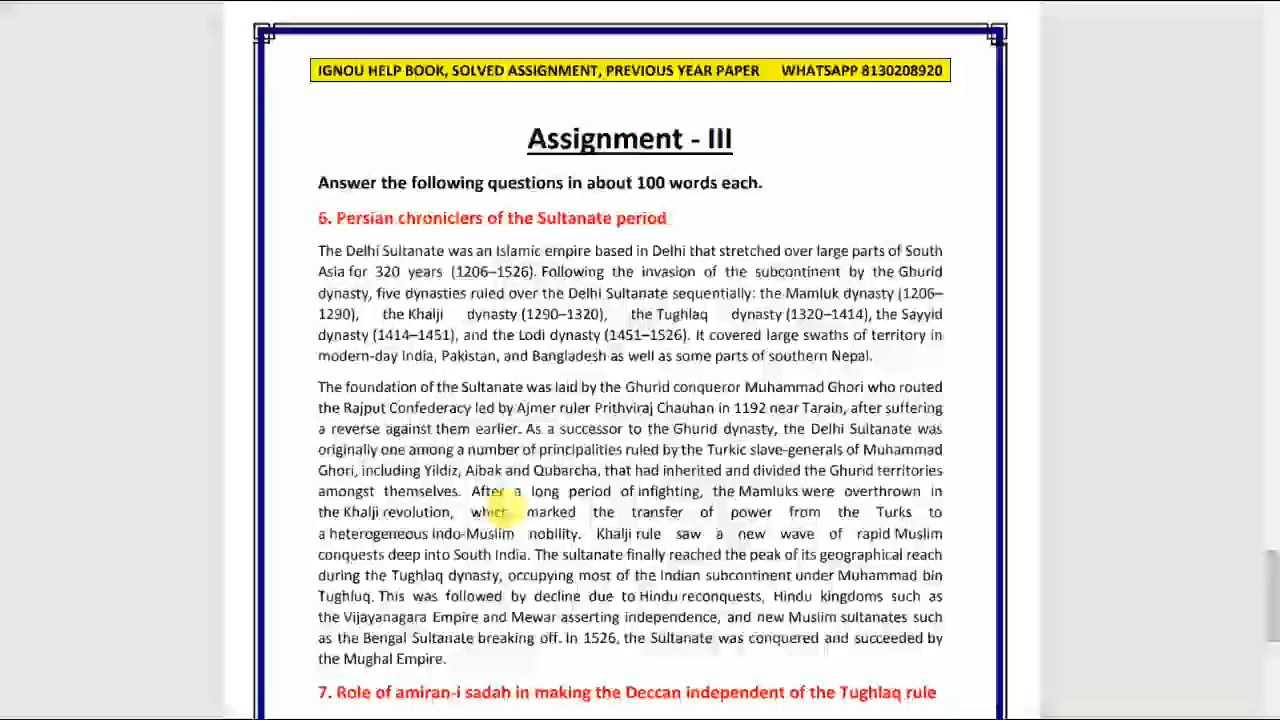 IGNOU HELP BOOK, SOLVED ASSIGNMENT, PREVIOUS YEAR PAPER WHATSAPP 8130208920
Assignment - III
Answer the following questions in about 100 words each.
6. Persian chroniclers of the Sultanate period
The Delhi Sultanate was an Islamic empire based in Delhi that stretched over large parts of South
Asia for 320 years (1206–1526). Following the invasion of the subcontinent by the Ghurid
dynasty, five dynasties ruled over the Delhi Sultanate sequentially: the Mamluk dynasty (1206–
1290), the Khalji dynasty (1290–1320), the Tughlaq dynasty (1320–1414), the Sayyid
dynasty (1414–1451), and the Lodi dynasty (1451–1526). It covered large swaths of territory in
modern-day India, Pakistan, and Bangladesh as well as some parts of southern Nepal.
The foundation of the Sultanate was laid by the Ghurid conqueror Muhammad Ghori who routed
the Rajput Confederacy led by Ajmer ruler Prithviraj Chauhan in 1192 near Tarain, after suffering
a reverse against them earlier. As a successor to the Ghurid dynasty, the Delhi Sultanate was
originally one among a number of principalities ruled by the Turkic slave-generals of Muhammad
Ghori, including Yildiz, Aibak and Qubarcha, that had inherited and divided the Ghurid territories
amongst themselves. After a long period of infighting, the Mamluks were overthrown in
the Khalji revolution, which marked the transfer of power from the Turks to
a heterogeneous Indo-Muslim nobility. Khalji rule saw a new wave of rapid Muslim
conquests deep into South India. The sultanate finally reached the peak of its geographical reach
during the Tughlaq dynasty, occupying most of the Indian subcontinent under Muhammad bin
Tughluq. This was followed by decline due to Hindu reconquests, Hindu kingdoms such as
the Vijayanagara Empire and Mewar asserting independence, and new Muslim sultanates such
as the Bengal Sultanate breaking off. In 1526, the Sultanate was conquered and succeeded by
the Mughal Empire.
7. Role of amiran-i sadah in making the Deccan independent of the Tughlaq rule